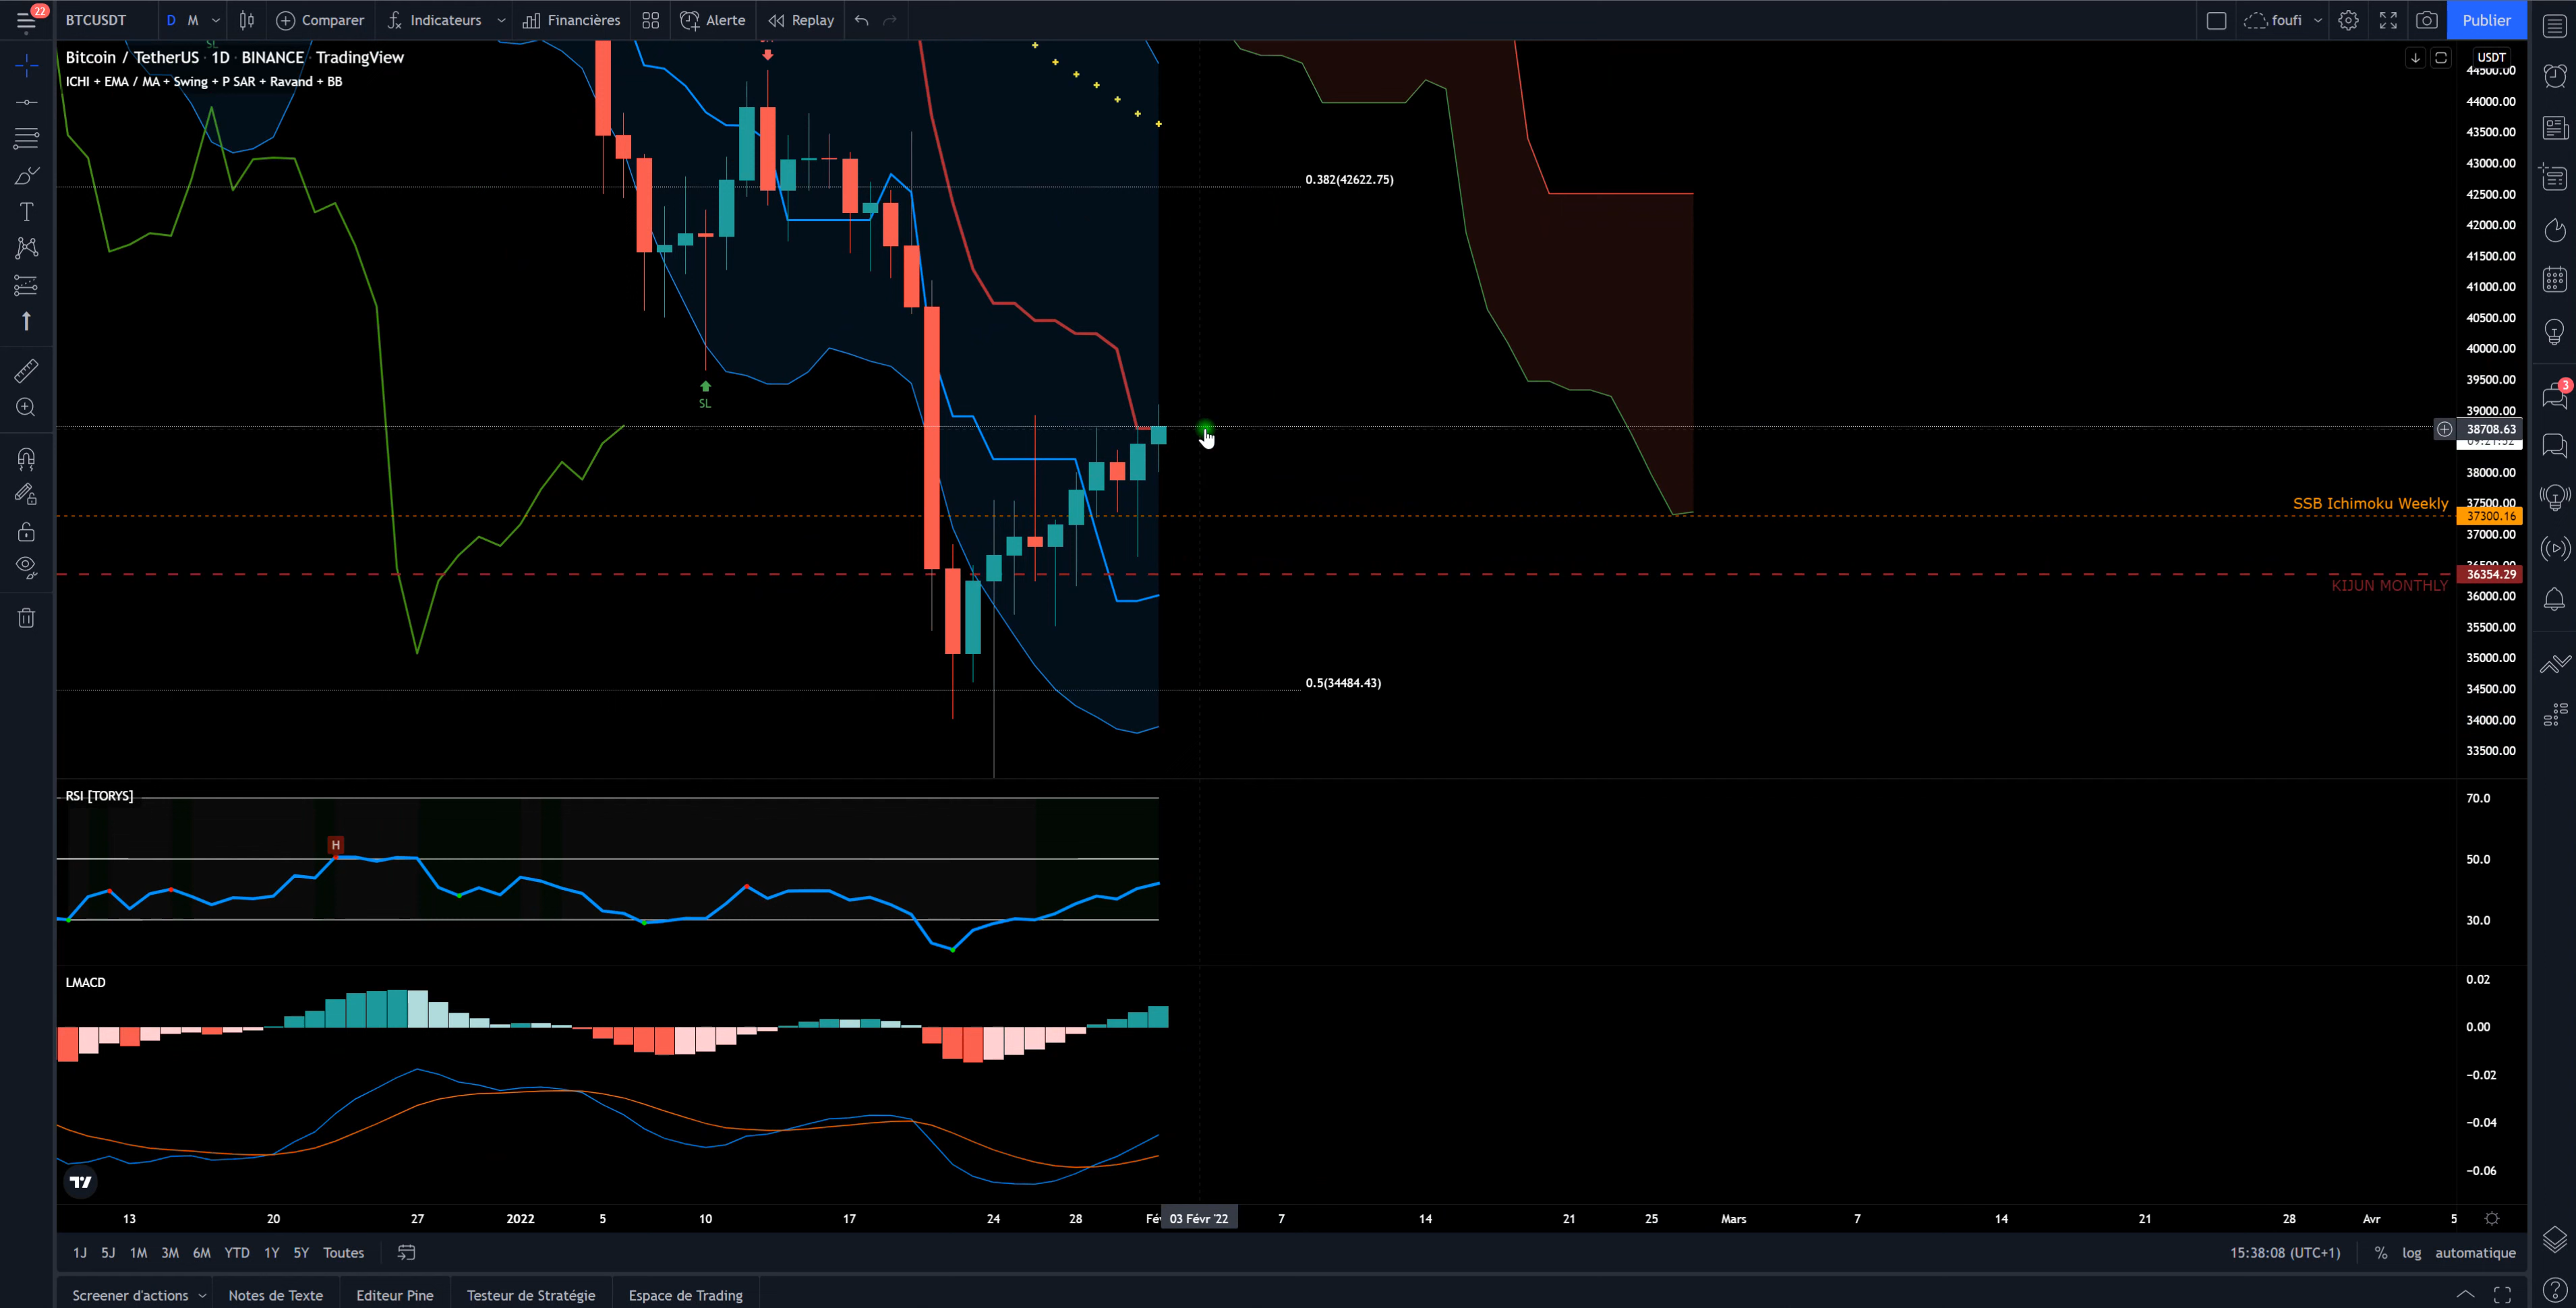 22
BTCUSDT D M Comparer Indicateurs Financières Alerte Replay foufi Publier
Bitcoin / TetherUS · 1D · BINANCE · TradingView
ICHI + EMA / MA + Swing + P SAR + Ravand + BB
SL
USDT
44500.00
44000.00
43500.00
43000.00
0.382(42622.75)
42500.00
42000.00
41500.00
41000.00
40500.00
40000.00
39500.00
SL
3
39000.00
38708.63
38000.00
37500.00
SSB Ichimoku Weekly
37300.16
37000.00
36500.00
36354.29
KIJUN MONTHLY
36000.00
35500.00
35000.00
0.5(34484.43)
34500.00
34000.00
33500.00
RSI [TORYS]
70.0
H
50.0
30.0
LMACD
0.02
0.00
−0.02
−0.04
−0.06
13 20 27 2022 5 10 17 24 28 Fév 03 Févr '22 7 14 21 25 Mars 7 14 21 28 Avr 5
1J 5J 1M 3M 6M YTD 1Y 5Y Toutes 15:38:08 (UTC+1) % log automatique
Screener d'actions Notes de Texte Editeur Pine Testeur de Stratégie Espace de Trading